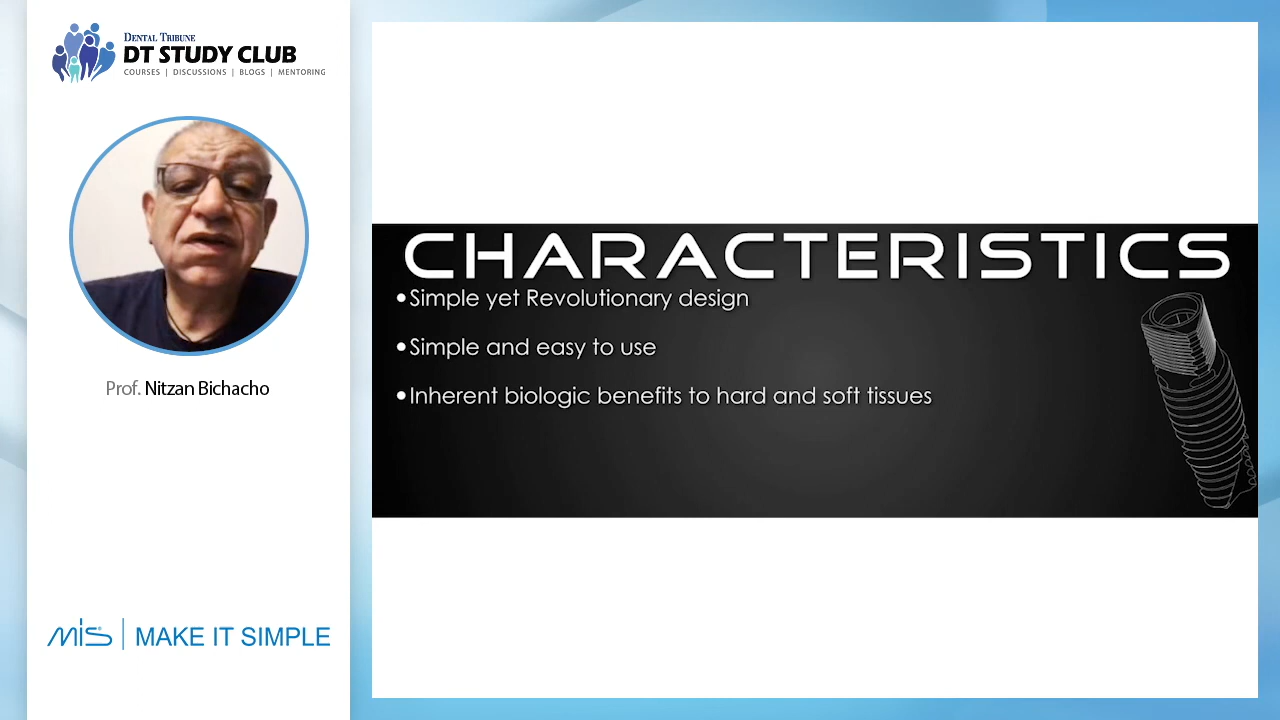 DENTAL TRIBUNE
DT STUDY CLUB
COURSES | DISCUSSIONS | BLOGS | MENTORING
Prof. Nitzan Bichacho
MIS® | MAKE IT SIMPLE
CHARACTERISTICS
•Simple yet Revolutionary design
•Simple and easy to use
•Inherent biologic benefits to hard and soft tissues